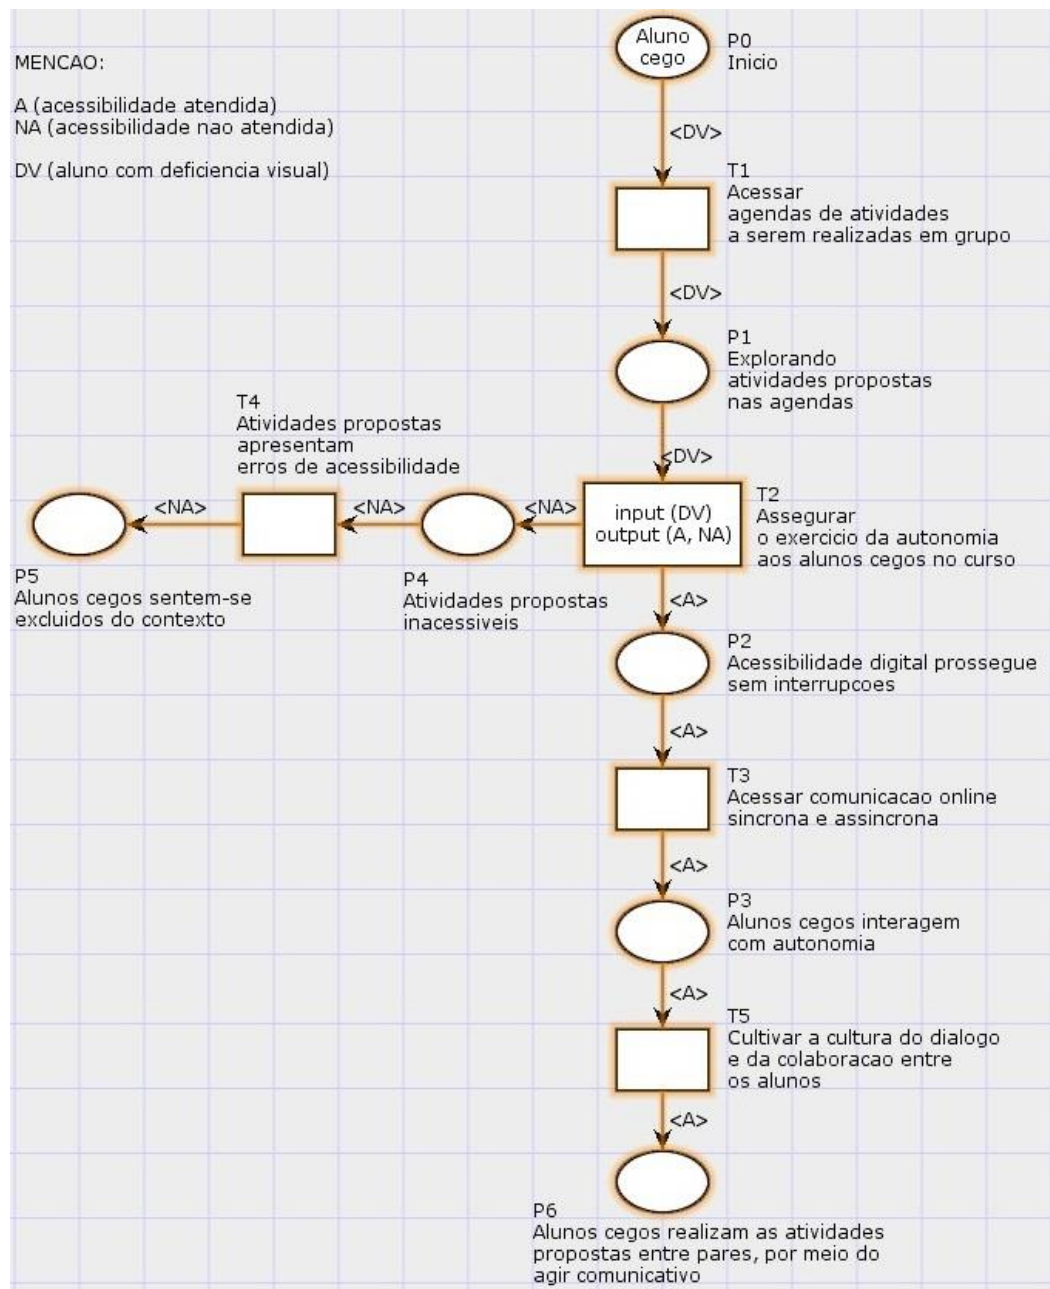 MENCAO:
A (acessibilidade atendida)
NA (acessibilidade nao atendida)
DV (aluno com deficiencia visual)
Aluno
cego
P0
Inicio
<DV>
T1
Acessar
agendas de atividades
a serem realizadas em grupo
<DV>
P1
Explorando
atividades propostas
nas agendas
<DV>
input (DV)
output (A, NA)
T2
Assegurar
o exercicio da autonomia
aos alunos cegos no curso
<NA>
P4
Atividades propostas
inacessiveis
<NA>
T4
Atividades propostas
apresentam
erros de acessibilidade
<NA>
P5
Alunos cegos sentem-se
excluidos do contexto
<A>
P2
Acessibilidade digital prossegue
sem interrupcoes
<A>
T3
Acessar comunicacao online
sincrona e assincrona
<A>
P3
Alunos cegos interagem
com autonomia
<A>
T5
Cultivar a cultura do dialogo
e da colaboracao entre
os alunos
<A>
P6
Alunos cegos realizam as atividades
propostas entre pares, por meio do
agir comunicativo